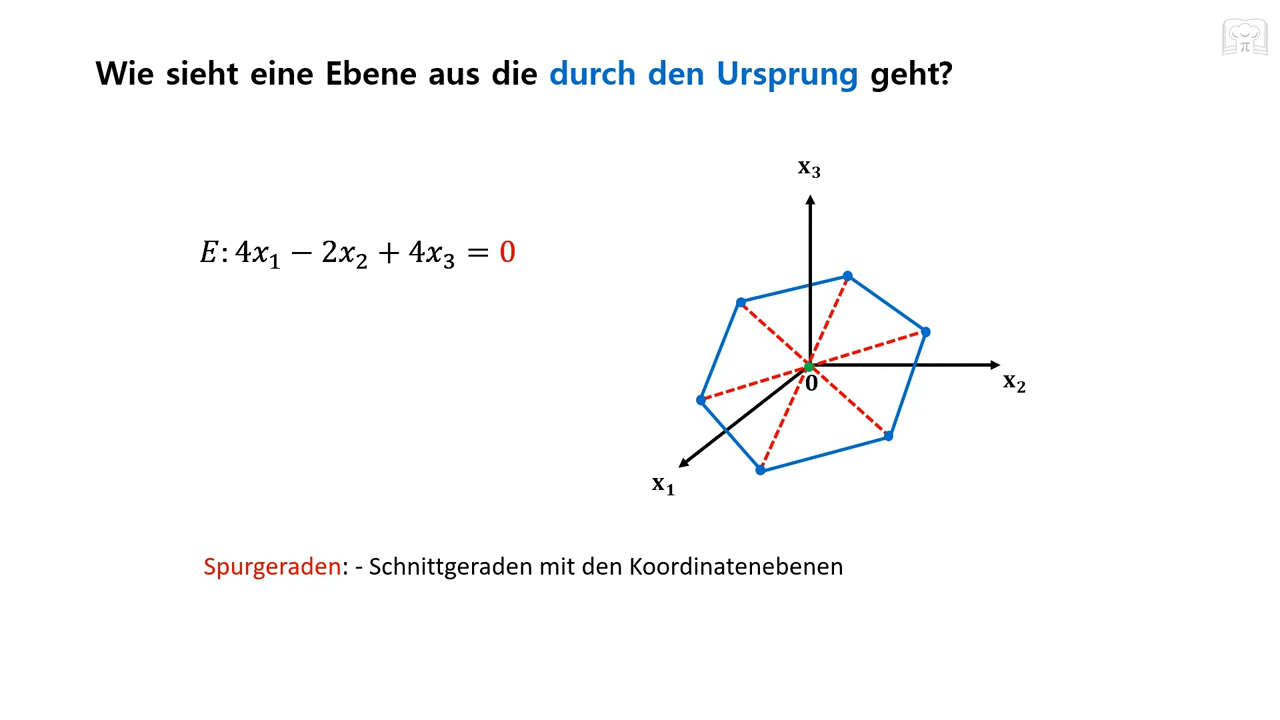 Wie sieht eine Ebene aus die durch den Ursprung geht?
x₃
E: 4x₁ − 2x₂ + 4x₃ = 0
0
x₂
x₁
Spurgeraden: - Schnittgeraden mit den Koordinatenebenen
π